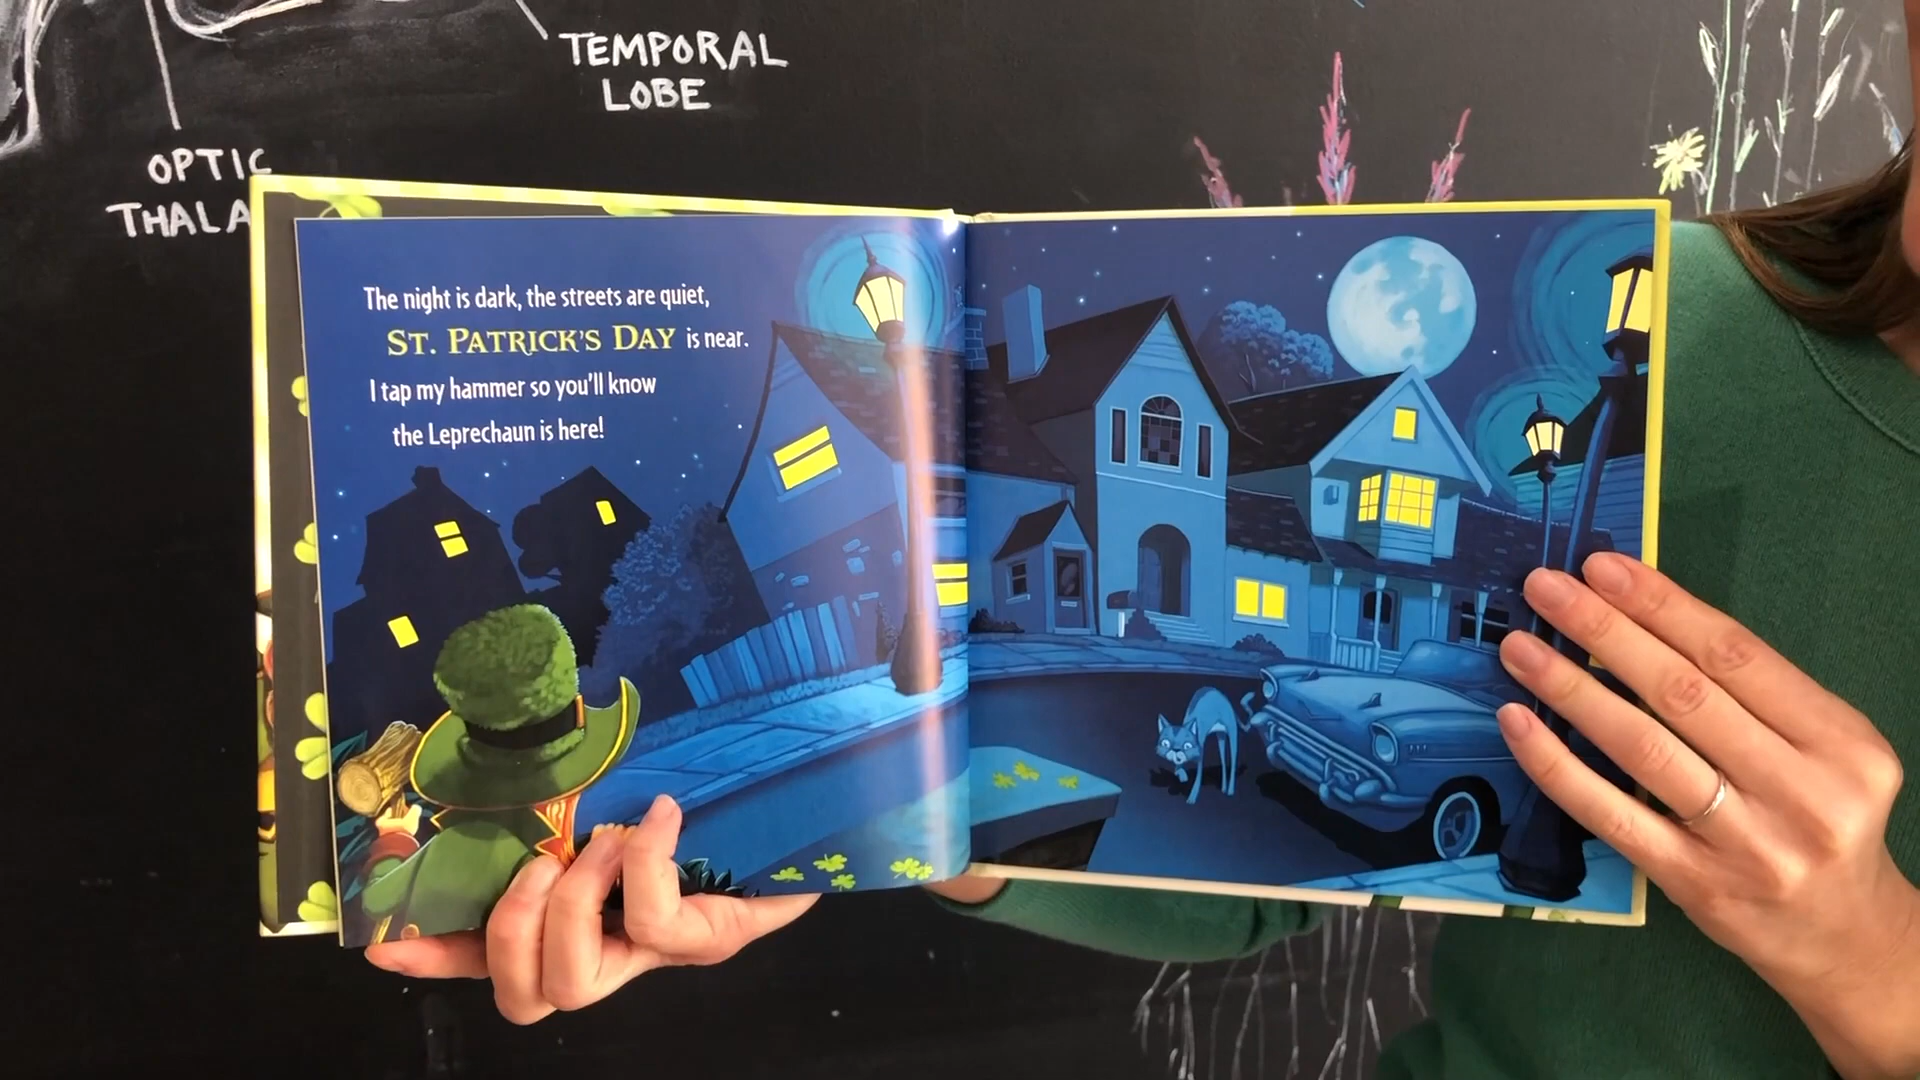 TEMPORAL
LOBE
OPTIC
THALA
The night is dark, the streets are quiet,
ST. PATRICK'S DAY is near.
I tap my hammer so you'll know
the Leprechaun is here!